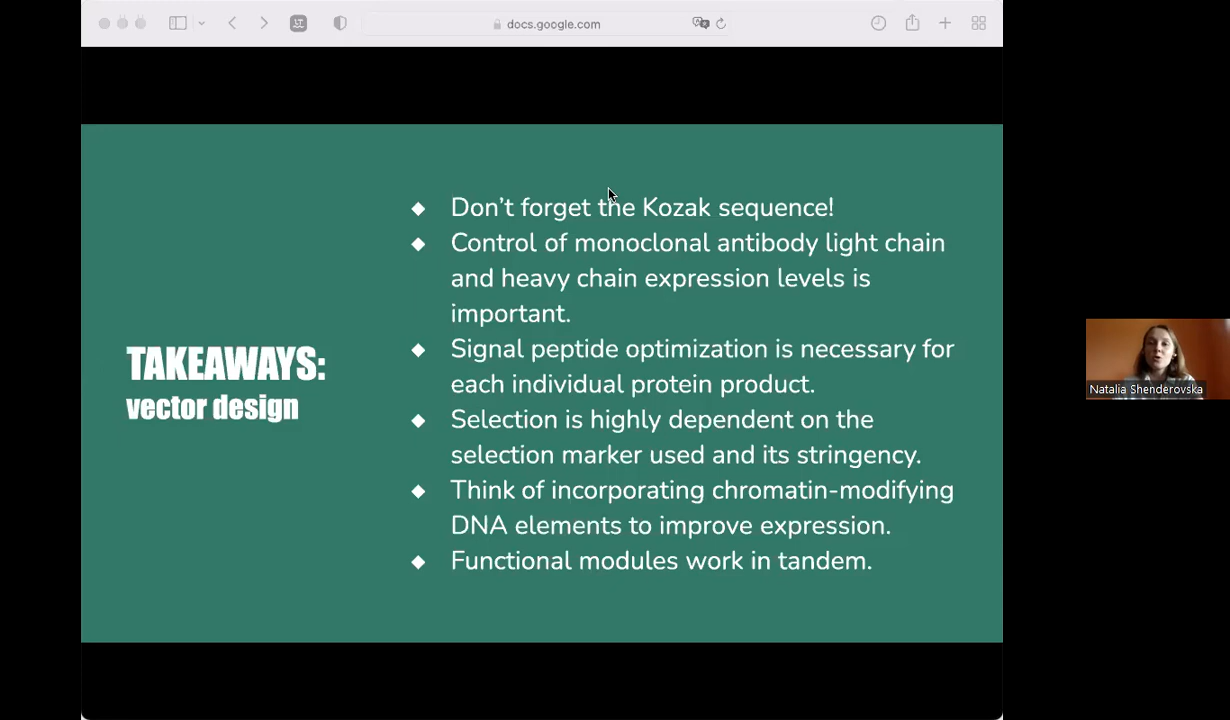 docs.google.com
TAKEAWAYS:
vector design
Don't forget the Kozak sequence!
Control of monoclonal antibody light chain
and heavy chain expression levels is
important.
Signal peptide optimization is necessary for
each individual protein product.
Selection is highly dependent on the
selection marker used and its stringency.
Think of incorporating chromatin-modifying
DNA elements to improve expression.
Functional modules work in tandem.
Natalia Shenderovska